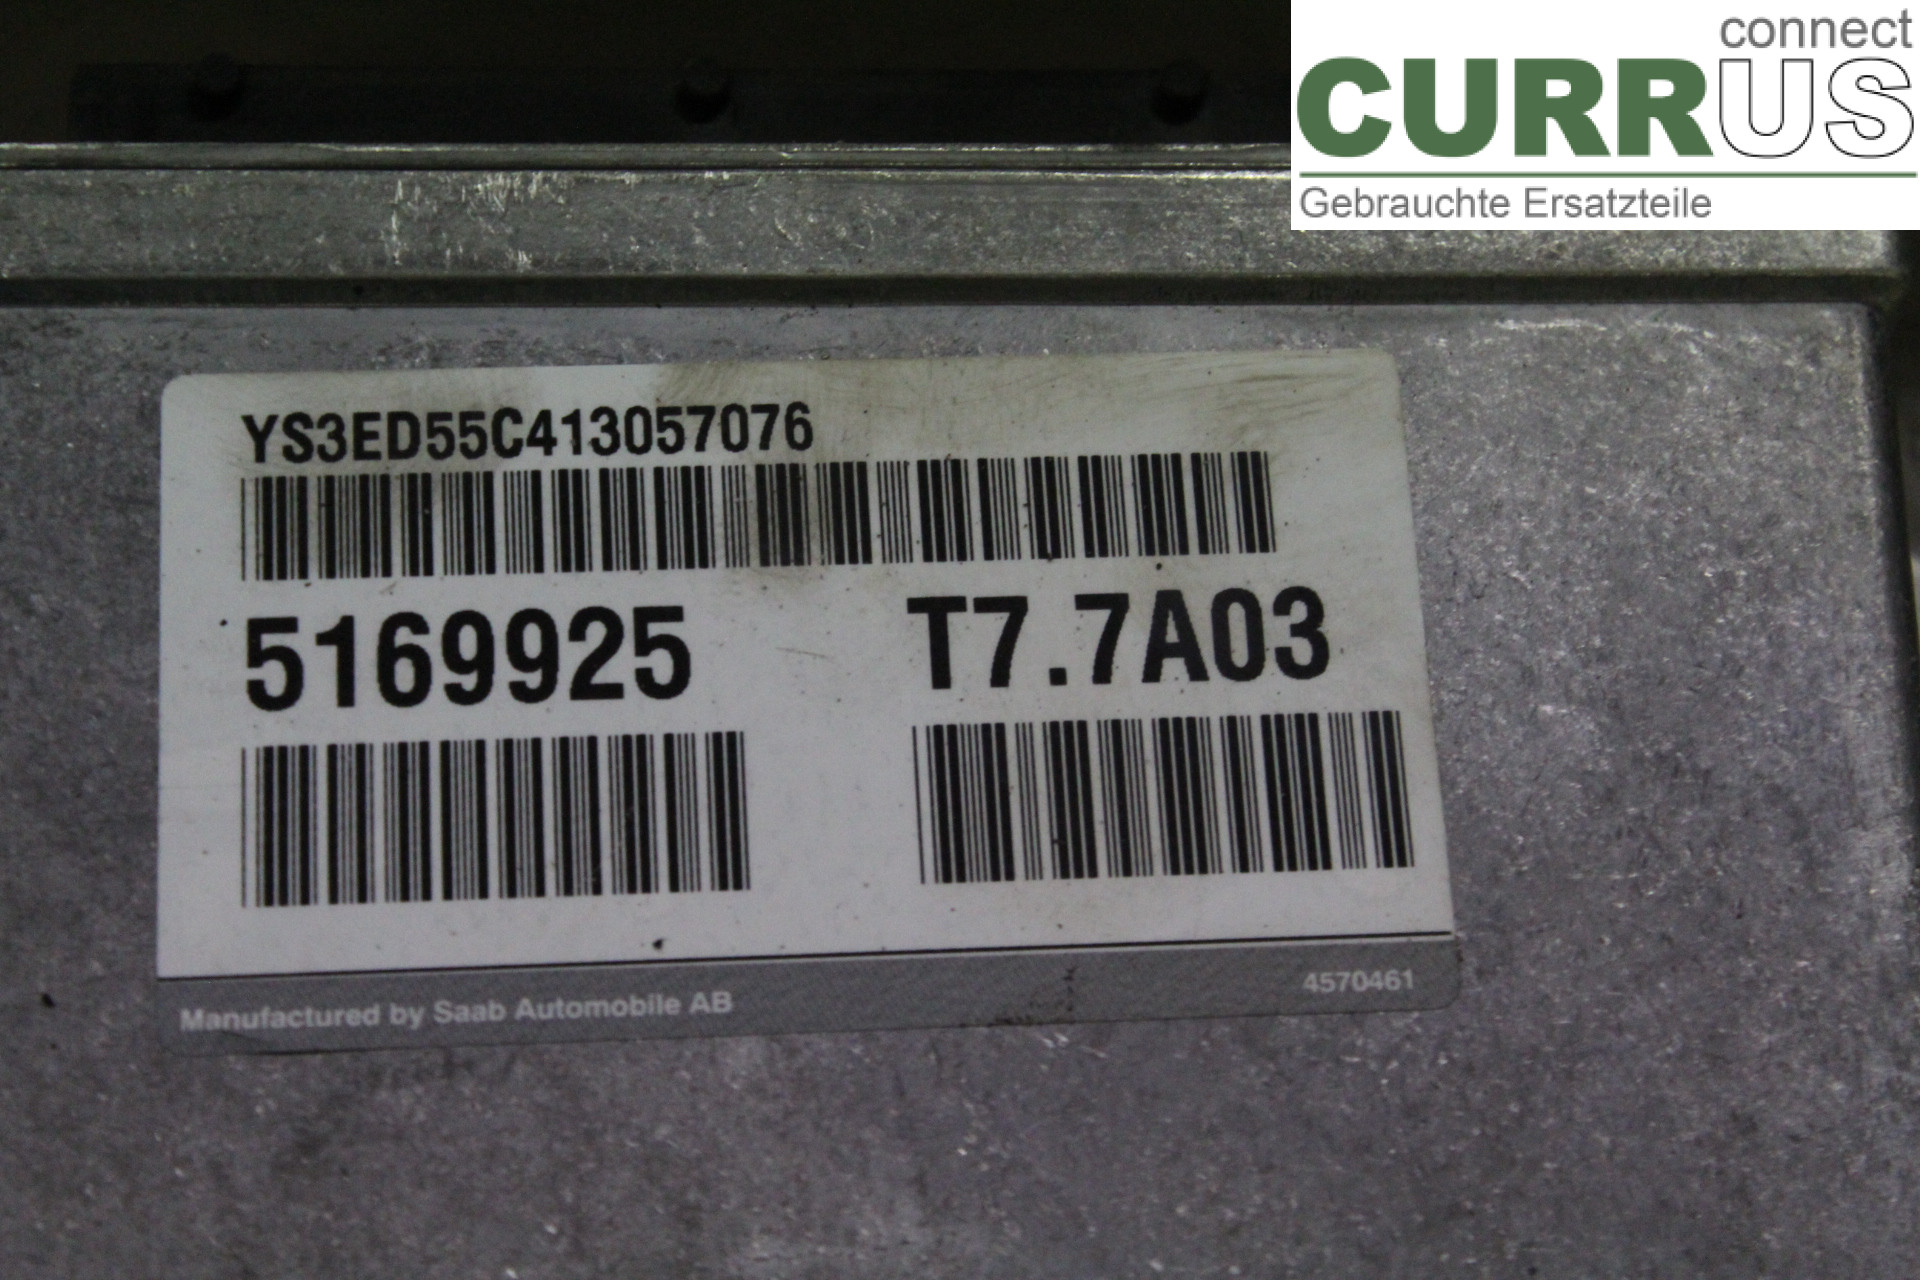 connect
CURRUS
Gebrauchte Ersatzteile
YS3ED55C413057076
5169925 T7.7A03
Manufactured by Saab Automobile AB 4570461